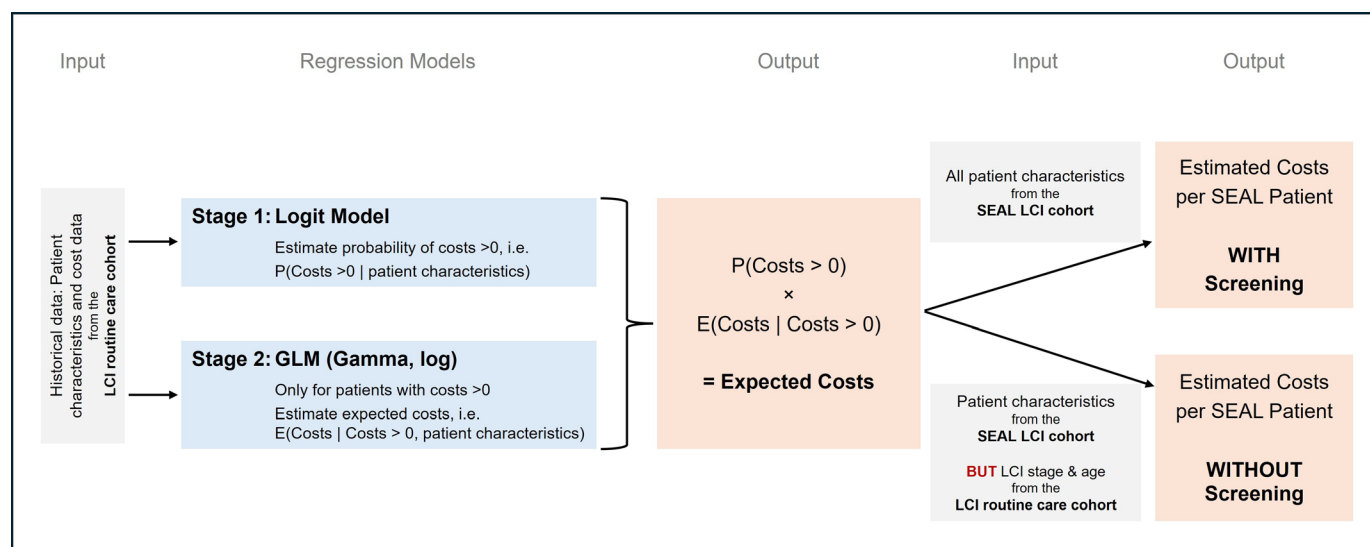 Input
Regression Models
Output
Input
Output
Historical data: Patient
characteristics and cost data
from the
LCI routine care cohort
Stage 1: Logit Model
Estimate probability of costs >0, i.e.
P(Costs >0 | patient characteristics)
Stage 2: GLM (Gamma, log)
Only for patients with costs >0
Estimate expected costs, i.e.
E(Costs | Costs > 0, patient characteristics)
P(Costs > 0)
×
E(Costs | Costs > 0)
= Expected Costs
All patient characteristics
from the
SEAL LCI cohort
Estimated Costs
per SEAL Patient
WITH
Screening
Patient characteristics
from the
SEAL LCI cohort
BUT LCI stage & age
from the
LCI routine care cohort
Estimated Costs
per SEAL Patient
WITHOUT
Screening